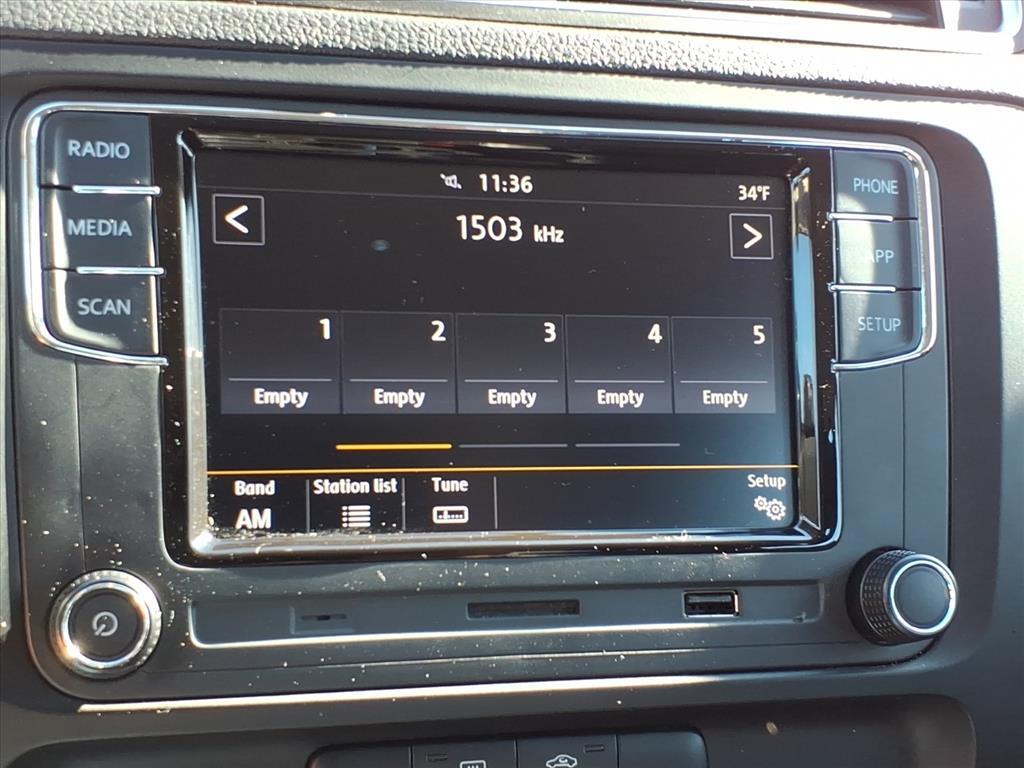 RADIO
MEDIA
SCAN
11:36
34°F
1503 kHz
<
>
1 2 3 4 5
Empty Empty Empty Empty Empty
Band Station list Tune Setup
AM
PHONE
APP
SETUP